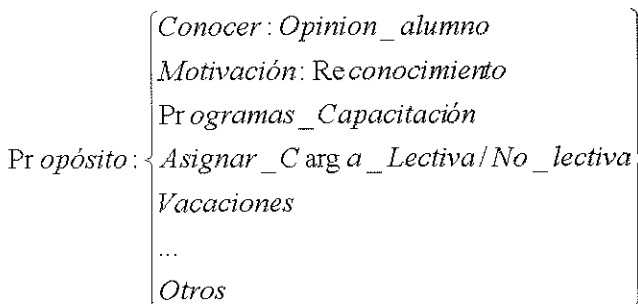 Conocer: Opinion_alumno
Motivación: Reconocimiento
Programas_Capacitación
Propósito: Asignar_Carga_Lectiva/No_lectiva
Vacaciones
...
Otros